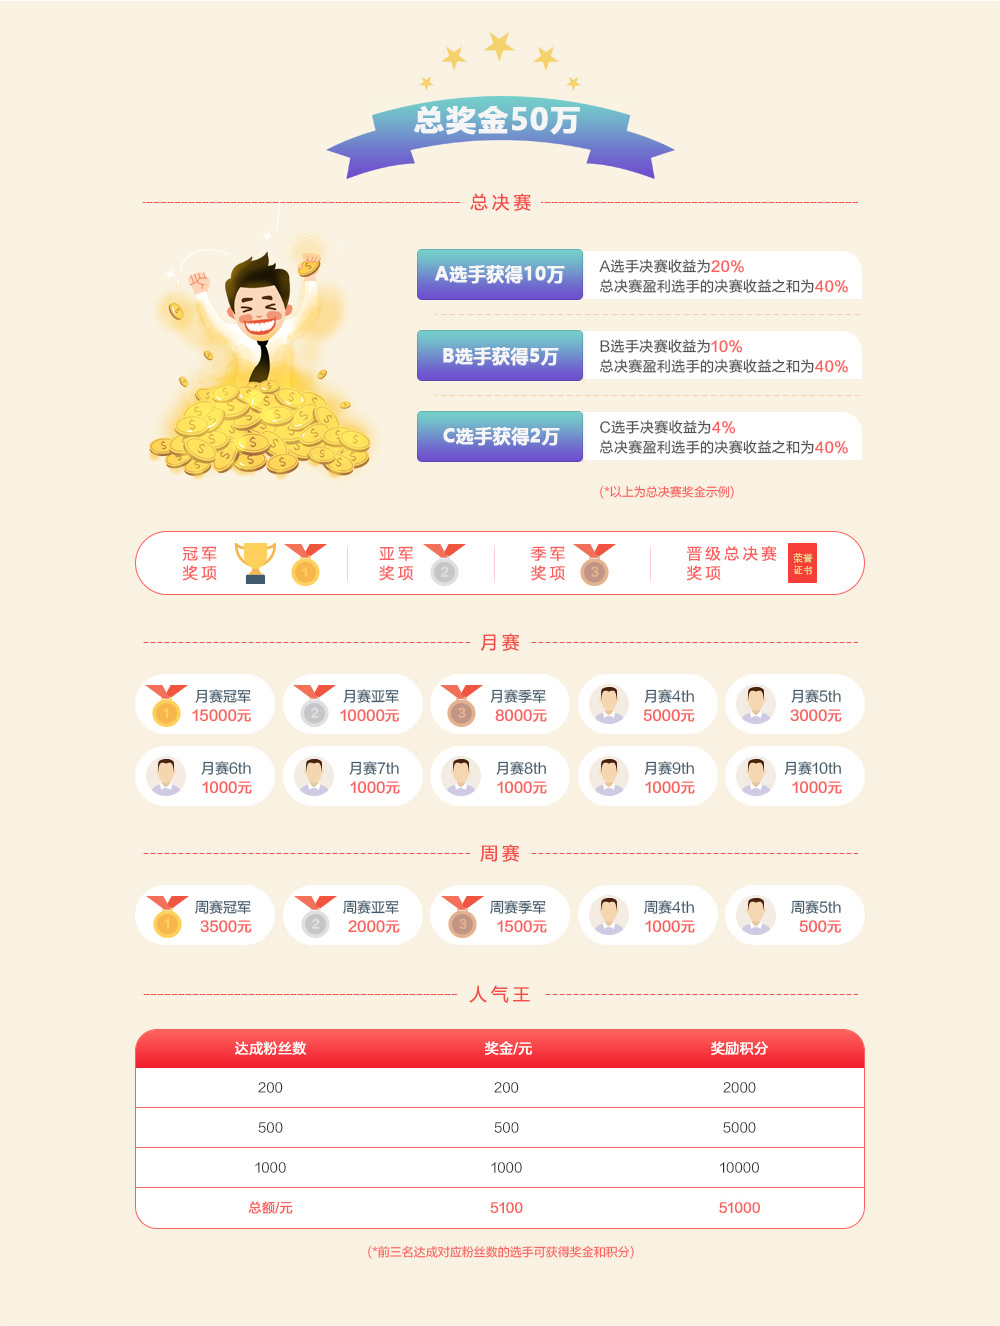 总奖金50万
总决赛
A选手获得10万
A选手决赛收益为20%
总决赛盈利选手的决赛收益之和为40%
B选手获得5万
B选手决赛收益为10%
总决赛盈利选手的决赛收益之和为40%
C选手获得2万
C选手决赛收益为4%
总决赛盈利选手的决赛收益之和为40%
(*以上为总决赛奖金示例)
冠军
奖项
1
亚军
奖项
2
季军
奖项
3
晋级总决赛
奖项
荣誉
证书
月赛
1
月赛冠军
15000元
2
月赛亚军
10000元
3
月赛季军
8000元
月赛4th
5000元
月赛5th
3000元
月赛6th
1000元
月赛7th
1000元
月赛8th
1000元
月赛9th
1000元
月赛10th
1000元
周赛
1
周赛冠军
3500元
2
周赛亚军
2000元
3
周赛季军
1500元
周赛4th
1000元
周赛5th
500元
人气王
达成粉丝数 奖金/元 奖励积分
200 200 2000
500 500 5000
1000 1000 10000
总额/元 5100 51000
(*前三名达成对应粉丝数的选手可获得奖金和积分)